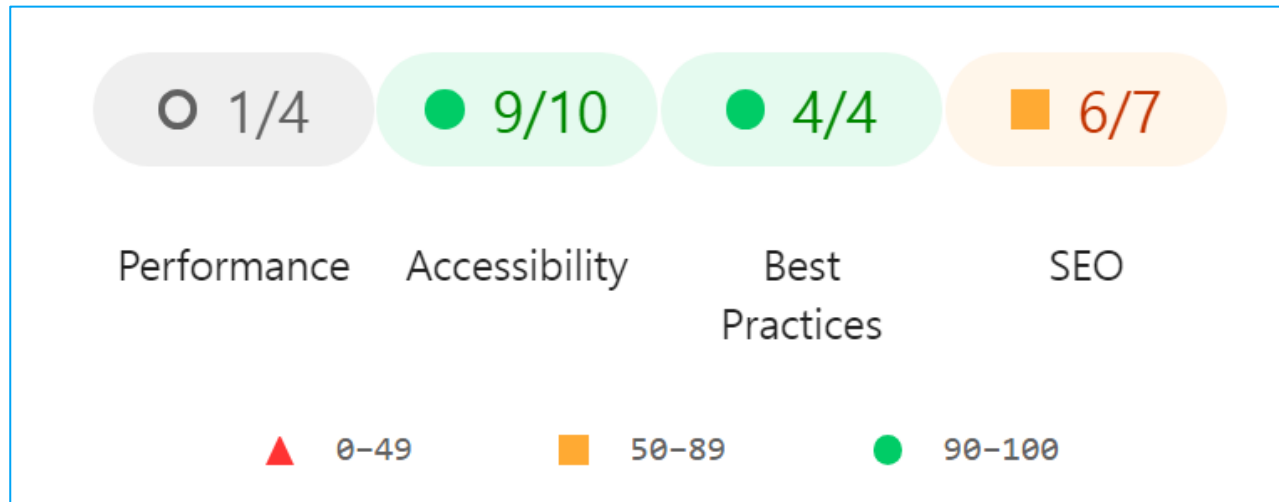 1/4 9/10 4/4 6/7
Performance Accessibility Best Practices SEO
0–49 50–89 90–100